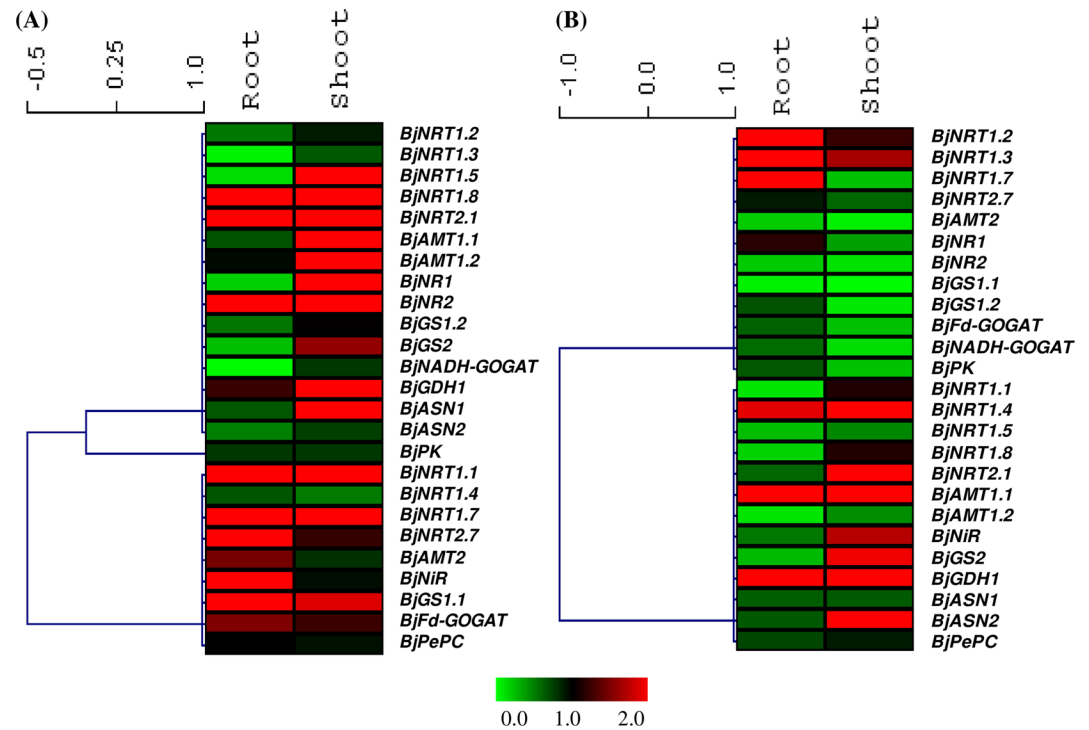 (A)
-0.5
0.25
1.0
Root
Shoot
BjNRT1.2
BjNRT1.3
BjNRT1.5
BjNRT1.8
BjNRT2.1
BjAMT1.1
BjAMT1.2
BjNR1
BjNR2
BjGS1.2
BjGS2
BjNADH-GOGAT
BjGDH1
BjASN1
BjASN2
BjPK
BjNRT1.1
BjNRT1.4
BjNRT1.7
BjNRT2.7
BjAMT2
BjNiR
BjGS1.1
BjFd-GOGAT
BjPePC
(B)
-1.0
0.0
1.0
Root
Shoot
BjNRT1.2
BjNRT1.3
BjNRT1.7
BjNRT2.7
BjAMT2
BjNR1
BjNR2
BjGS1.1
BjGS1.2
BjFd-GOGAT
BjNADH-GOGAT
BjPK
BjNRT1.1
BjNRT1.4
BjNRT1.5
BjNRT1.8
BjNRT2.1
BjAMT1.1
BjAMT1.2
BjNiR
BjGS2
BjGDH1
BjASN1
BjASN2
BjPePC
0.0 1.0 2.0